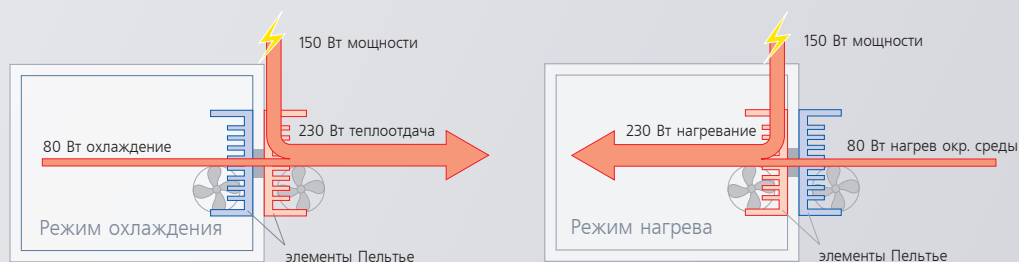 150 Вт мощности
80 Вт охлаждение
230 Вт теплоотдача
Режим охлаждения
элементы Пельтье
150 Вт мощности
230 Вт нагревание
80 Вт нагрев окр. среды
Режим нагрева
элементы Пельтье